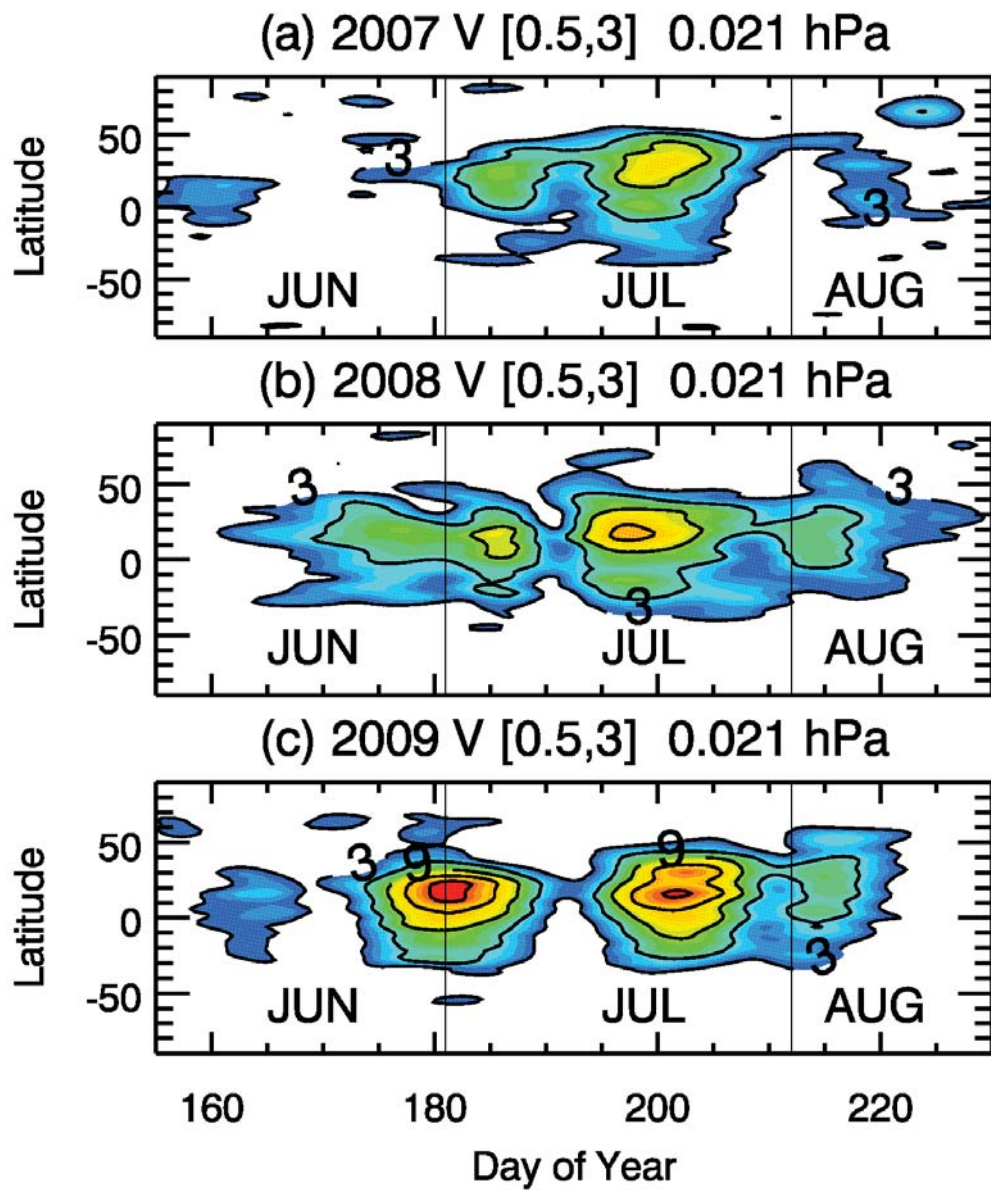 (a) 2007 V [0.5,3] 0.021 hPa
Latitude
50
0
-50
3
3
JUN
JUL
AUG
(b) 2008 V [0.5,3] 0.021 hPa
Latitude
50
0
-50
3
3
3
JUN
JUL
AUG
(c) 2009 V [0.5,3] 0.021 hPa
Latitude
50
0
-50
3
9
9
3
JUN
JUL
AUG
160
180
200
220
Day of Year